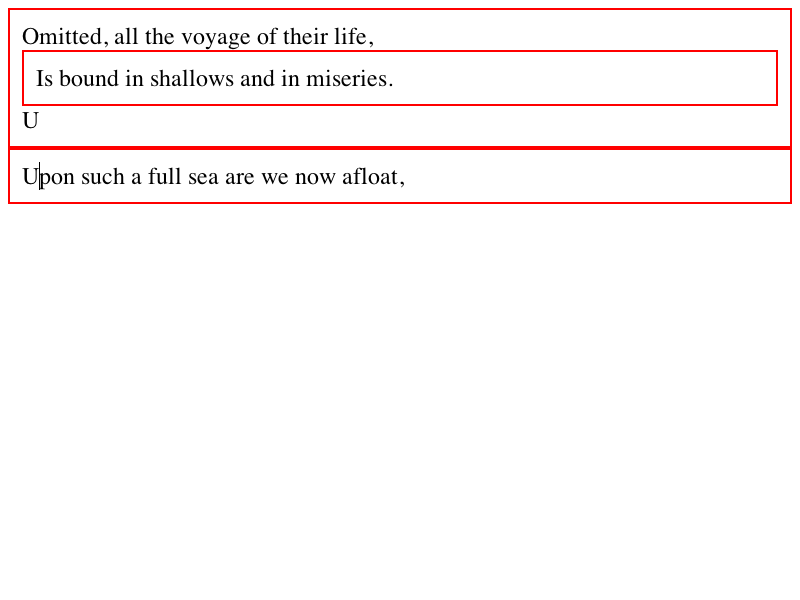 Omitted, all the voyage of their life,
Is bound in shallows and in miseries.
U
Upon such a full sea are we now afloat,